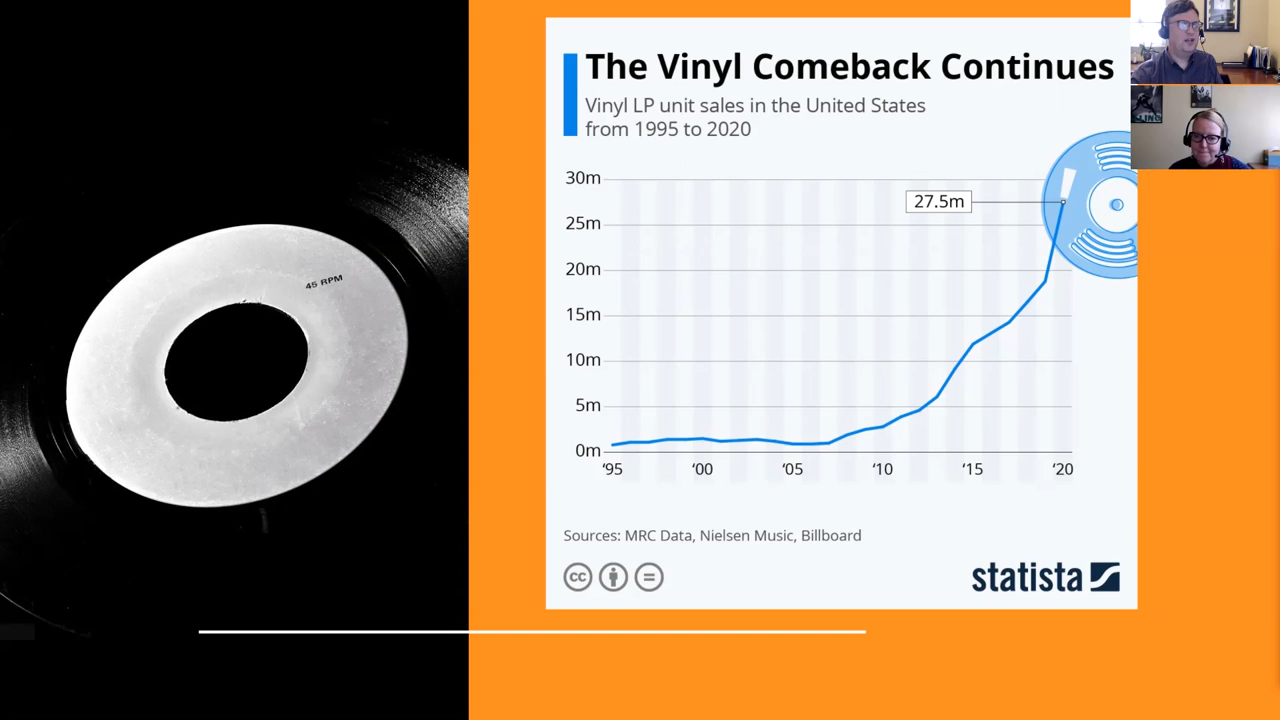 45 RPM
The Vinyl Comeback Continues
Vinyl LP unit sales in the United States
from 1995 to 2020
30m
27.5m
25m
20m
15m
10m
5m
0m
‘95 ‘00 ‘05 ‘10 ‘15 ‘20
Sources: MRC Data, Nielsen Music, Billboard
cc
statista